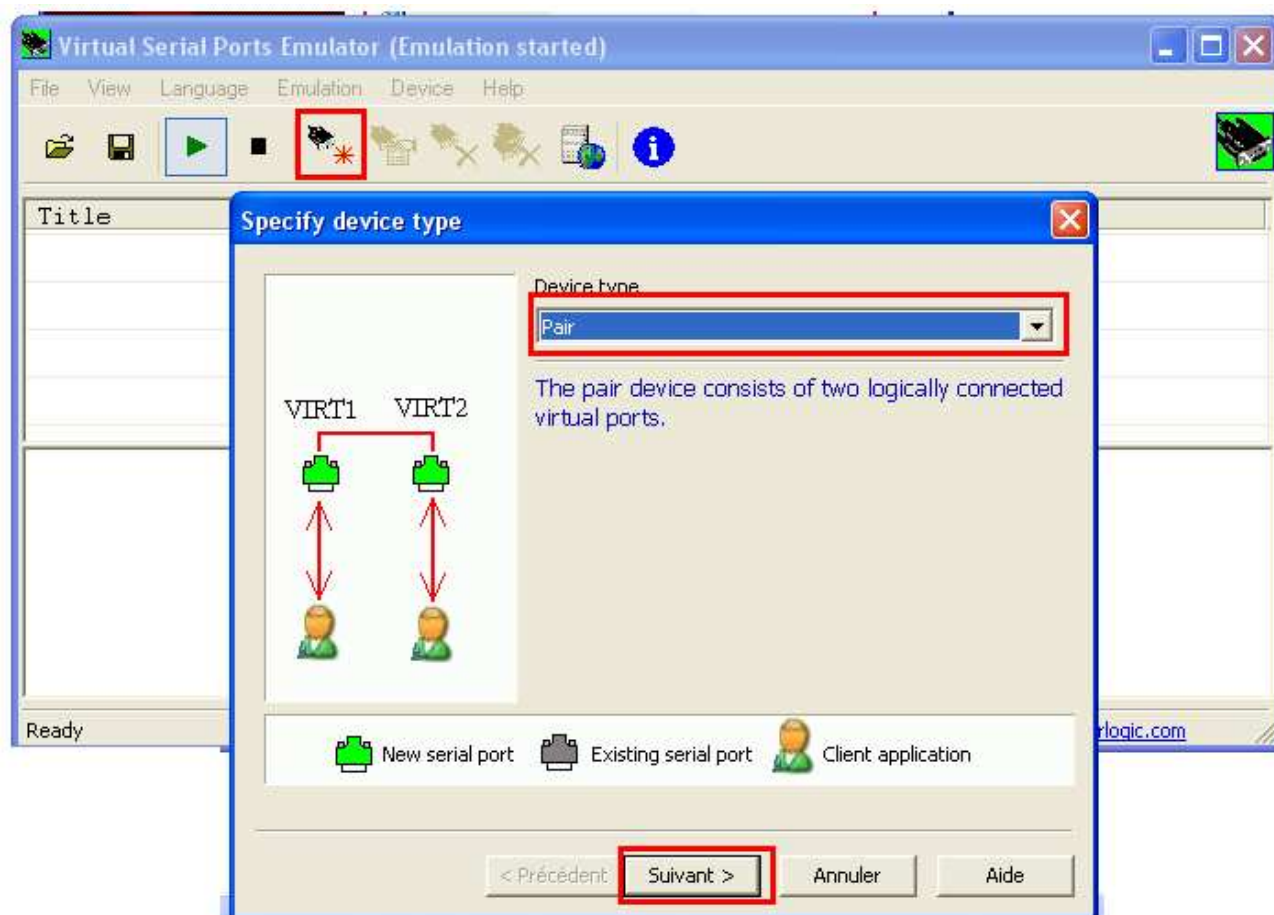 Virtual Serial Ports Emulator (Emulation started)
File View Language Emulation Device Help
Title
Specify device type
Device type
Pair
The pair device consists of two logically connected
virtual ports.
VIRT1 VIRT2
New serial port Existing serial port Client application
Ready
rlogic.com
< Précédent Suivant > Annuler Aide